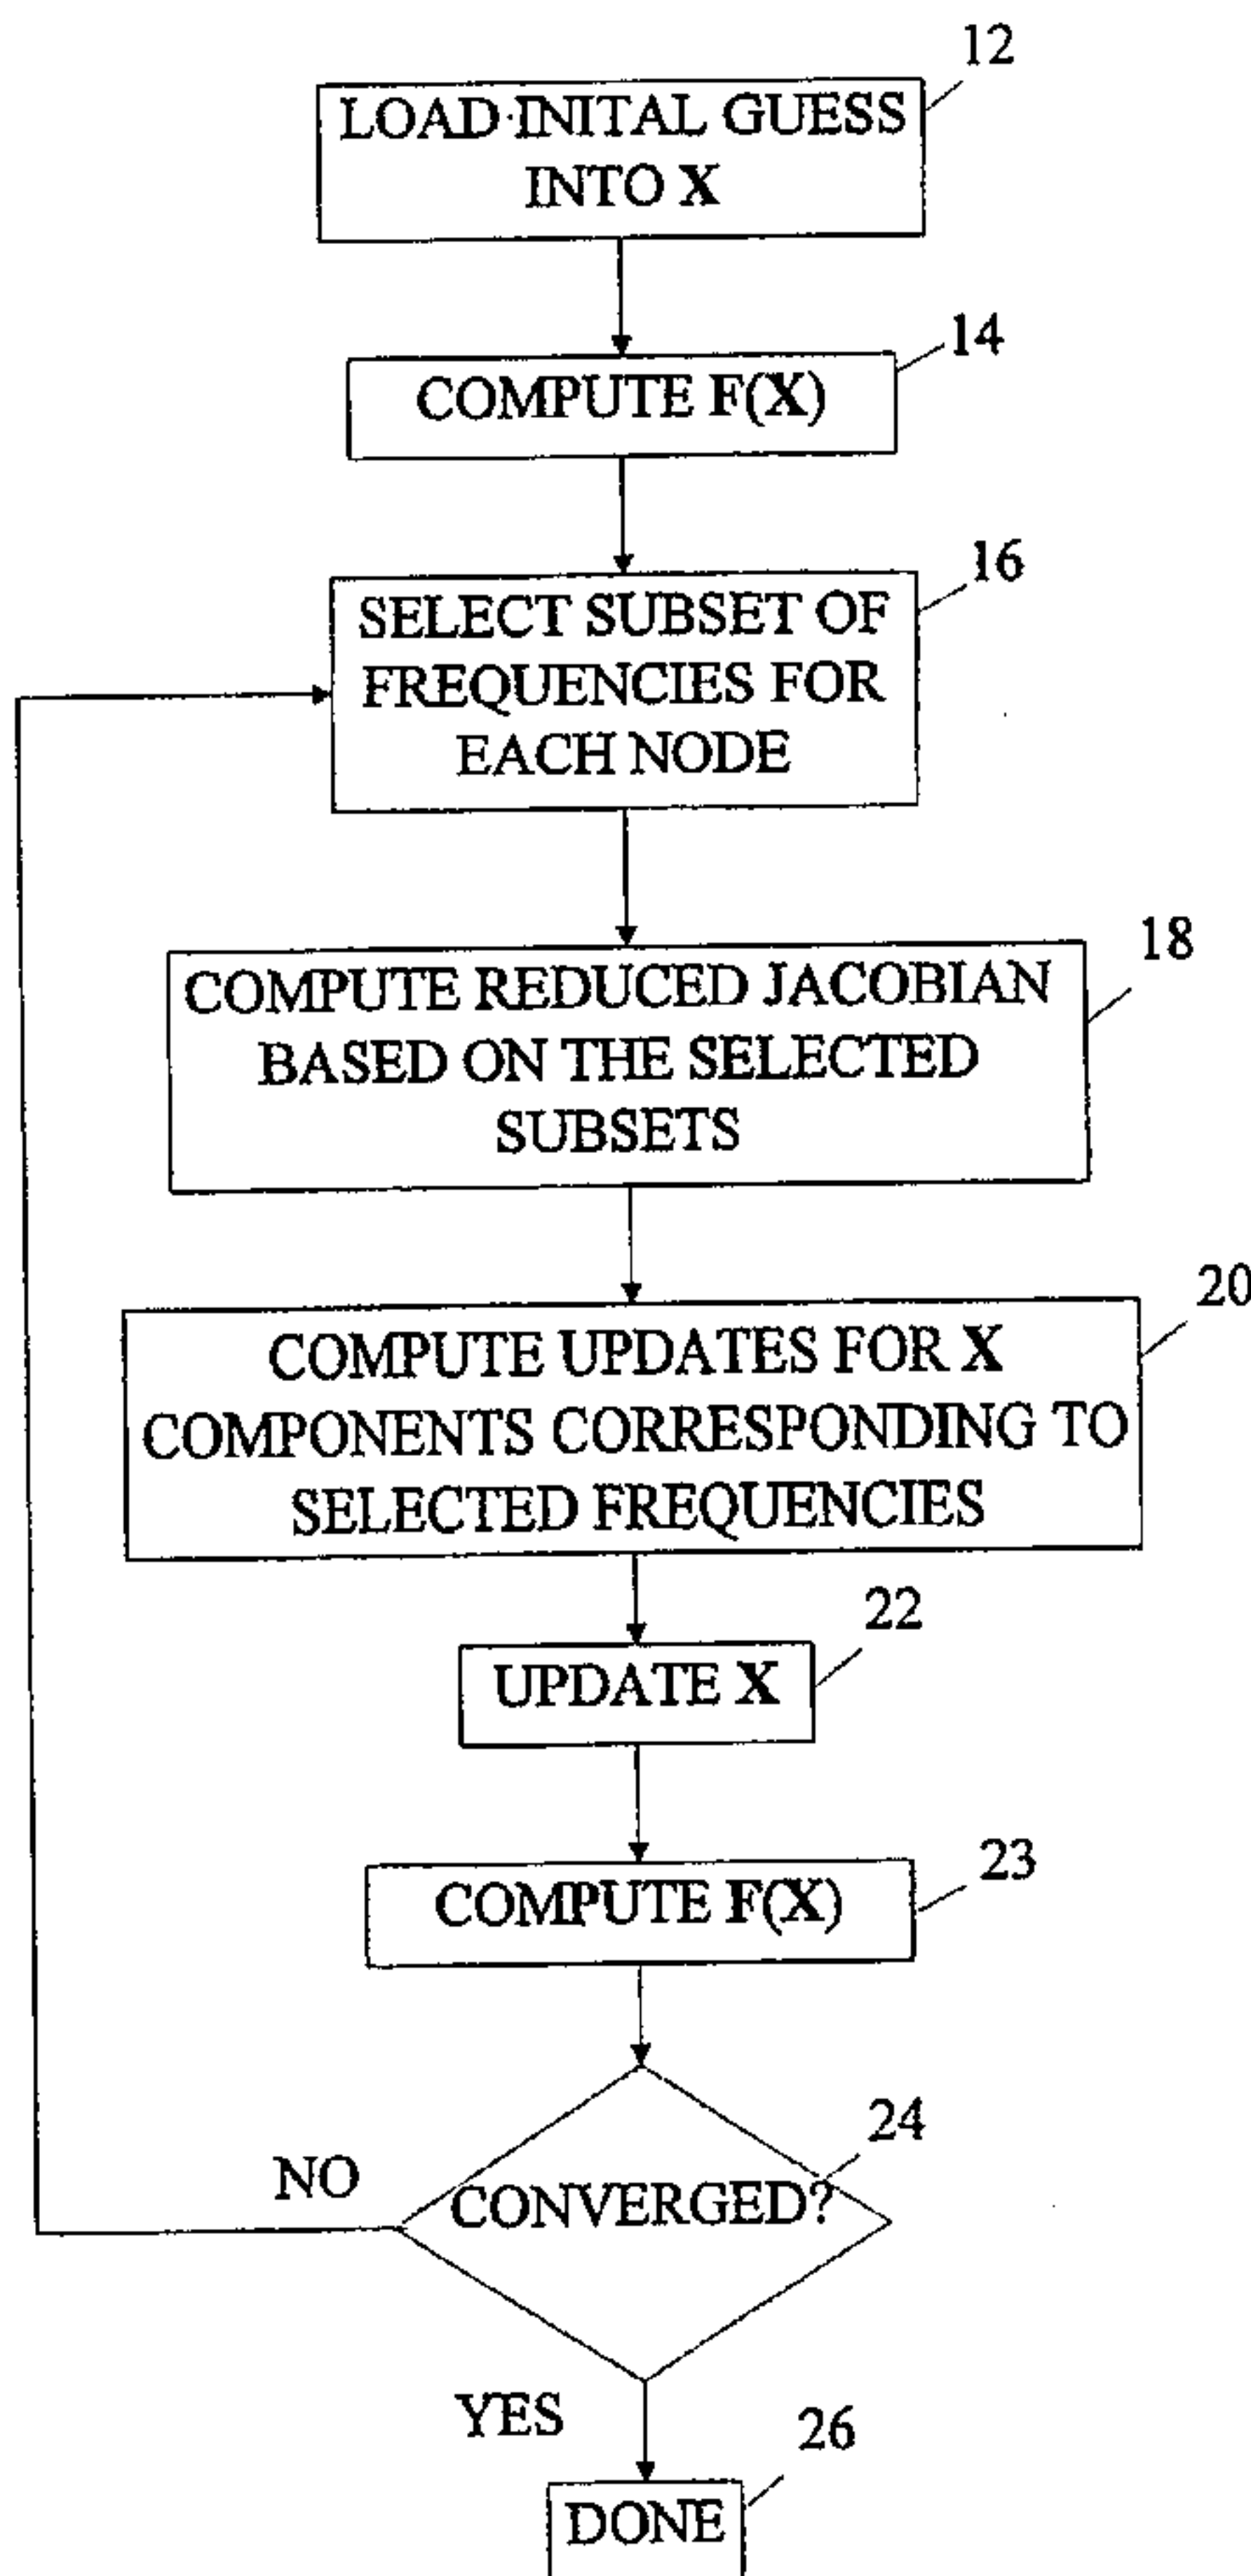 12
LOAD INITAL GUESS
INTO X
14
COMPUTE F(X)
16
SELECT SUBSET OF
FREQUENCIES FOR
EACH NODE
18
COMPUTE REDUCED JACOBIAN
BASED ON THE SELECTED
SUBSETS
20
COMPUTE UPDATES FOR X
COMPONENTS CORRESPONDING TO
SELECTED FREQUENCIES
22
UPDATE X
23
COMPUTE F(X)
24
NO
CONVERGED?
YES
26
DONE